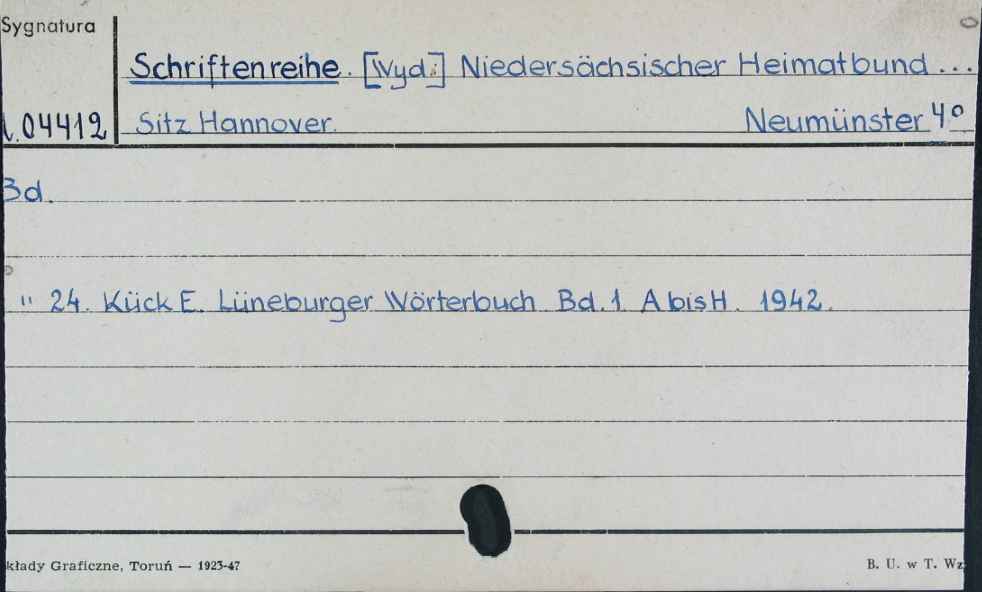 Sygnatura
Schriftenreihe. [Wyd:] Niedersächsischer Heimatbund ...
.04412 Sitz Hannover. Neumünster 4°
Bd.
" 24. Kück E. Lüneburger Wörterbuch Bd. 1 A bis H. 1942.
kłady Graficzne, Toruń — 1923-47 B. U. w T. Wz